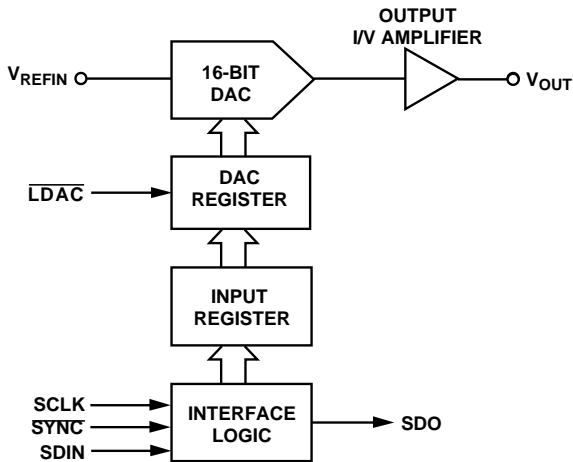 OUTPUT
I/V AMPLIFIER
VREFIN
16-BIT
DAC
VOUT
LDAC
DAC
REGISTER
INPUT
REGISTER
SCLK
SYNC
SDIN
INTERFACE
LOGIC
SDO